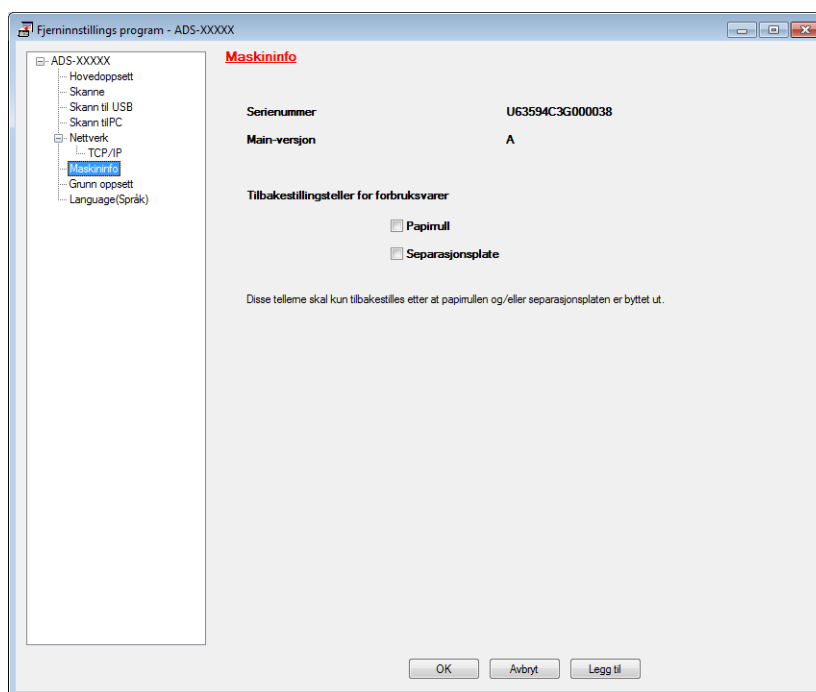 Fjerninnstillings program - ADS-XXXXX
ADS-XXXXX
Hovedoppsett
Skanne
Skann til USB
Skann tilPC
Nettverk
TCP/IP
Maskininfo
Grunn oppsett
Language(Språk)
Maskininfo
Serienummer U63594C3G000038
Main-versjon A
Tilbakestillingsteller for forbruksvarer
Papirrull
Separasjonsplate
Disse tellerne skal kun tilbakestilles etter at papirrullen og/eller separasjonsplaten er byttet ut.
OK Avbryt Legg til